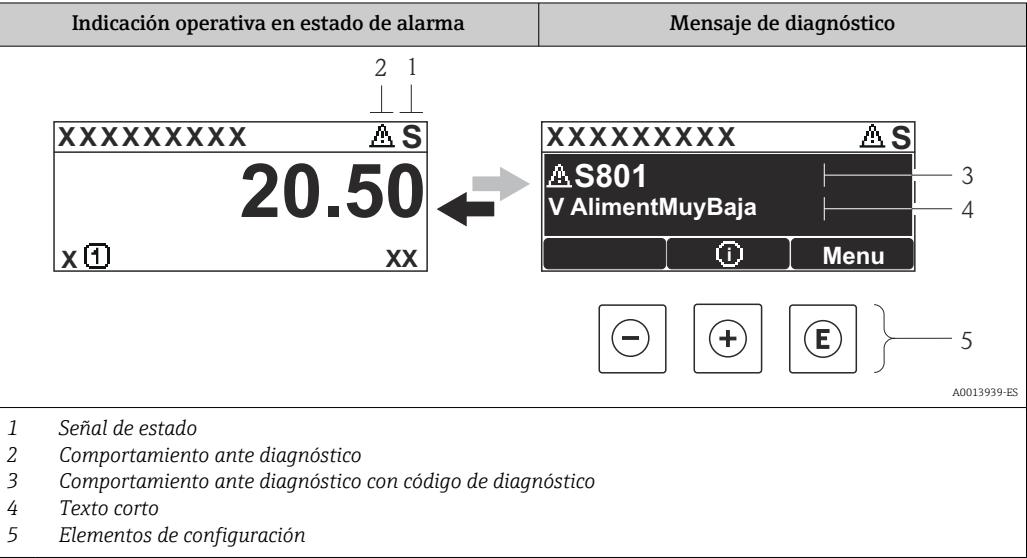 Indicación operativa en estado de alarma Mensaje de diagnóstico
2 1
XXXXXXXXX S
20.50
X 1 XX
XXXXXXXXX S
S801 3
V AlimentMuyBaja 4
i Menu
- + E 5
A0013939-ES
1 Señal de estado
2 Comportamiento ante diagnóstico
3 Comportamiento ante diagnóstico con código de diagnóstico
4 Texto corto
5 Elementos de configuración